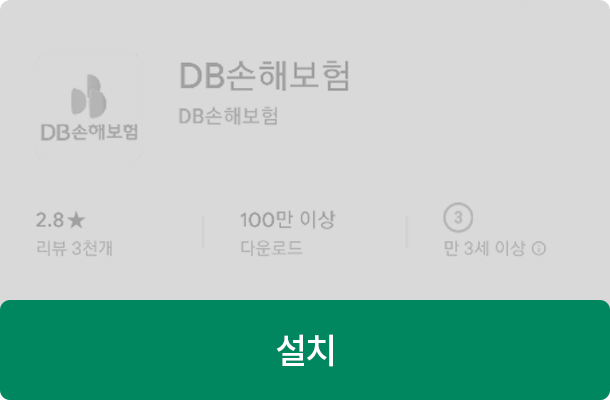 DB손해보험
DB손해보험
DB손해보험
2.8★
리뷰 3천개
100만 이상
다운로드
3
만 3세 이상 ⓘ
설치